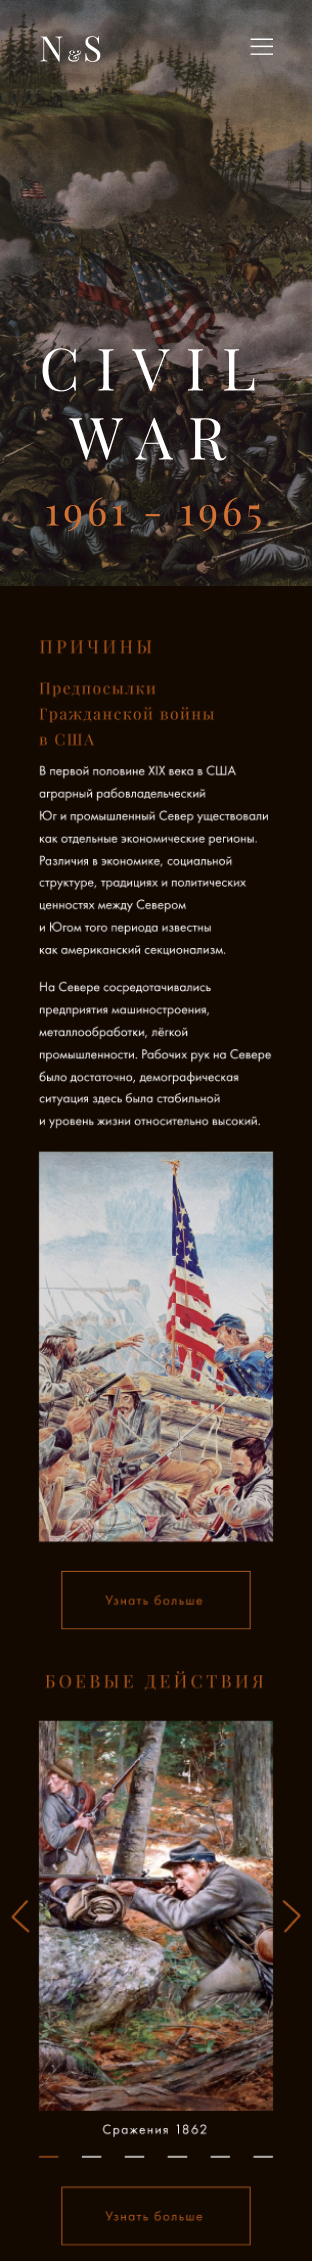 N&S
CIVIL
WAR
1961 – 1965
ПРИЧИНЫ
Предпосылки
Гражданской войны
в США
В первой половине XIX века в США
аграрный рабовладельческий
Юг и промышленный Север уществовали
как отдельные экономические регионы.
Различия в экономике, социальной
структуре, традициях и политических
ценностях между Севером
и Югом того периода известны
как американский секционализм.
На Севере сосредотачивались
предприятия машиностроения,
металлообработки, лёгкой
промышленности. Рабочих рук на Севере
было достаточно, демографическая
ситуация здесь была стабильной
и уровень жизни относительно высокий.
Узнать больше
БОЕВЫЕ ДЕЙСТВИЯ
Сражения 1862
Узнать больше